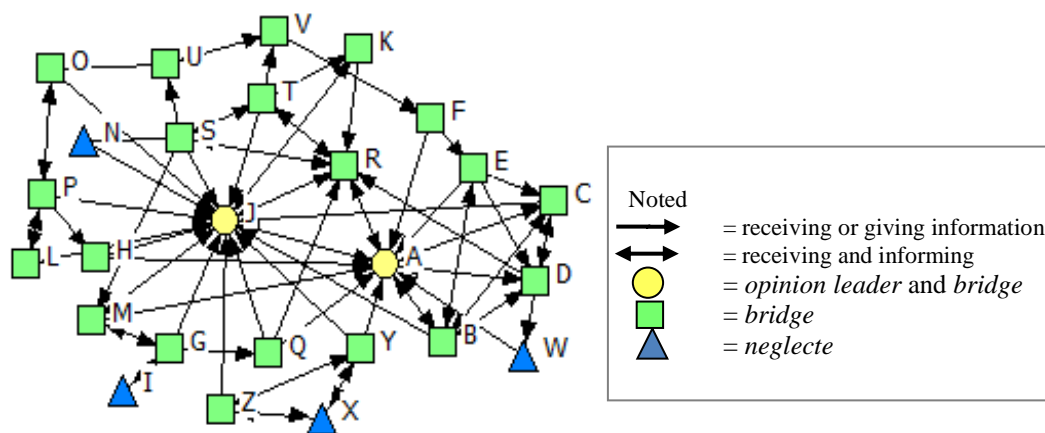 V
K
O
U
T
F
N
S
R
E
C
P
J
L
H
A
D
M
G
Q
Y
B
W
I
Z
X
Noted
= receiving or giving information
= receiving and informing
= opinion leader and bridge
= bridge
= neglecte